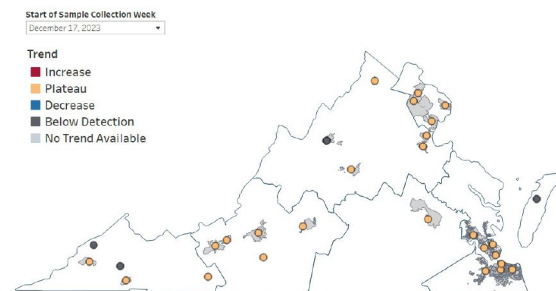 Start of Sample Collection Week
December 17, 2023
Trend
Increase
Plateau
Decrease
Below Detection
No Trend Available